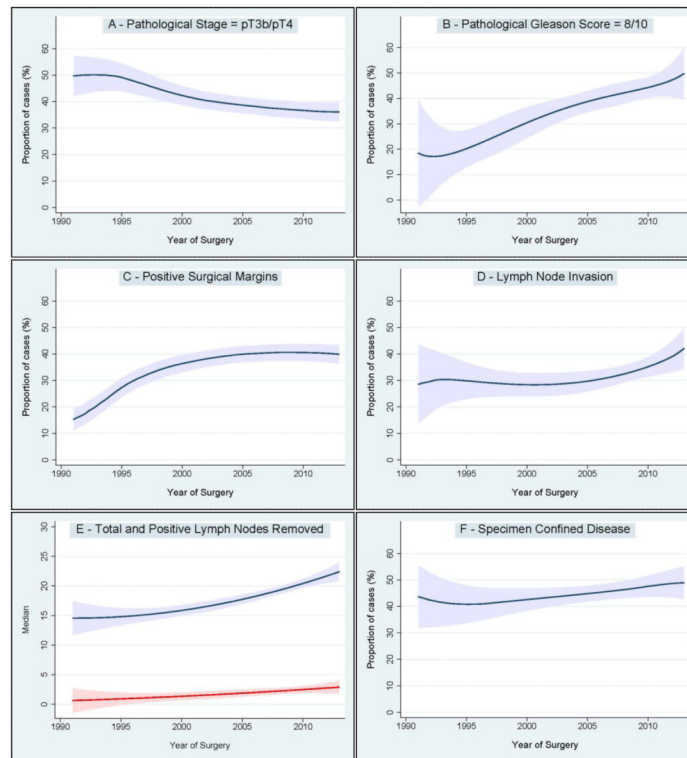 A - Pathological Stage = pT3b/pT4
Proportion of cases (%)
60
50
40
30
20
10
0
1990 1995 2000 2005 2010
Year of Surgery
B - Pathological Gleason Score = 8/10
Proportion of cases (%)
60
50
40
30
20
10
0
1990 1995 2000 2005 2010
Year of Surgery
C - Positive Surgical Margins
Proportion of cases (%)
60
50
40
30
20
10
0
1990 1995 2000 2005 2010
Year of Surgery
D - Lymph Node Invasion
Proportion of cases (%)
60
50
40
30
20
10
0
1990 1995 2000 2005 2010
Year of Surgery
E - Total and Positive Lymph Nodes Removed
Median
30
25
20
15
10
5
0
1990 1995 2000 2005 2010
Year of Surgery
F - Specimen Confined Disease
Proportion of cases (%)
60
50
40
30
20
10
0
1990 1995 2000 2005 2010
Year of Surgery